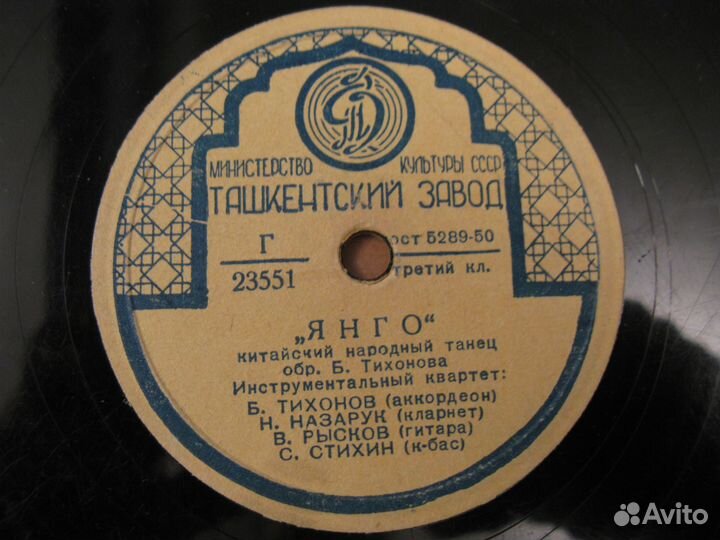 МИНИСТЕРСТВО КУЛЬТУРЫ СССР
ТАШКЕНТСКИЙ ЗАВОД
Г ГОСТ 5289-50
23551 третий кл.
„ЯНГО“
китайский народный танец
обр. Б. Тихонова
Инструментальный квартет:
Б. ТИХОНОВ (аккордеон)
Н. НАЗАРУК (кларнет)
В. РЫСКОВ (гитара)
С. СТИХИН (к-бас)
Avito